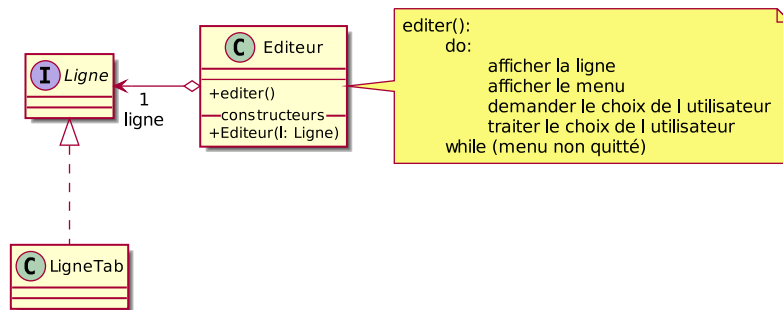 I Ligne
1
ligne
C Editeur
+editer()
constructeurs
+Editeur(l: Ligne)
editer():
do:
afficher la ligne
afficher le menu
demander le choix de l utilisateur
traiter le choix de l utilisateur
while (menu non quitté)
C LigneTab